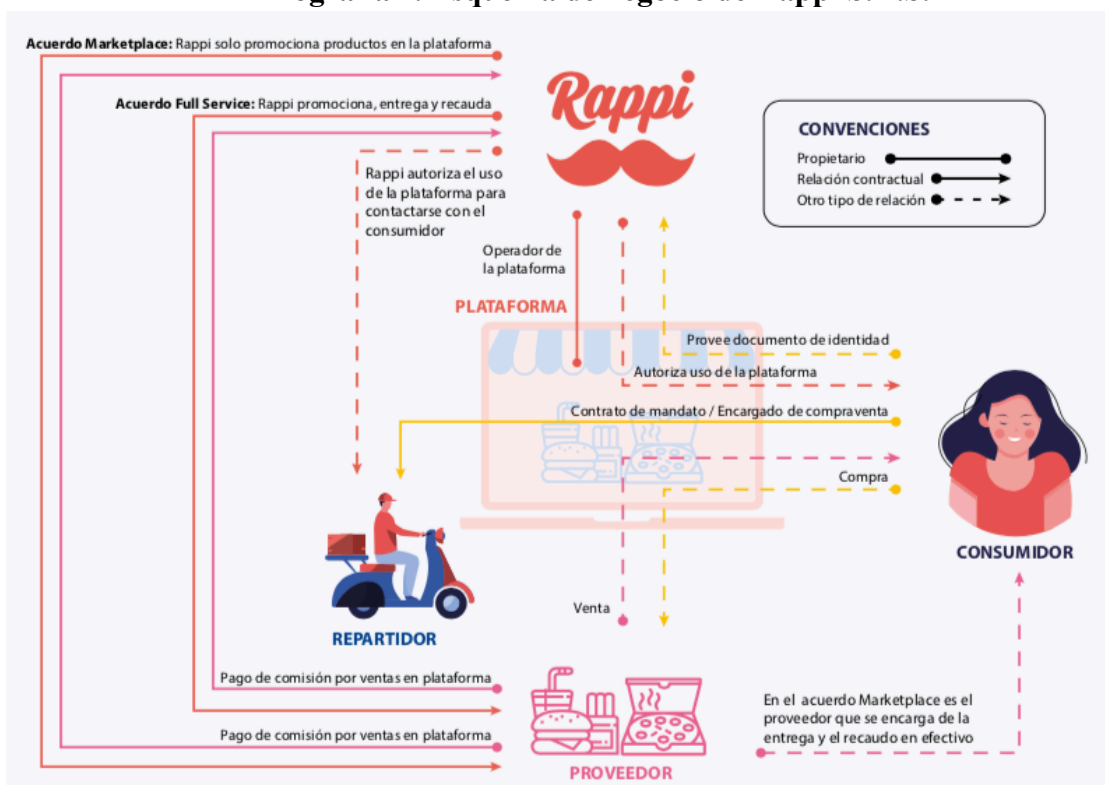 Acuerdo Marketplace: Rappi solo promociona productos en la plataforma
Acuerdo Full Service: Rappi promociona, entrega y recauda
Rappi
CONVENCIONES
Propietario
Relación contractual
Otro tipo de relación
Rappi autoriza el uso
de la plataforma para
contactarse con el
consumidor
Operador de
la plataforma
PLATAFORMA
Provee documento de identidad
Autoriza uso de la plataforma
Contrato de mandato / Encargado de compraventa
Compra
CONSUMIDOR
Venta
REPARTIDOR
Pago de comisión por ventas en plataforma
Pago de comisión por ventas en plataforma
En el acuerdo Marketplace es el
proveedor que se encarga de la
entrega y el recaudo en efectivo
PROVEEDOR